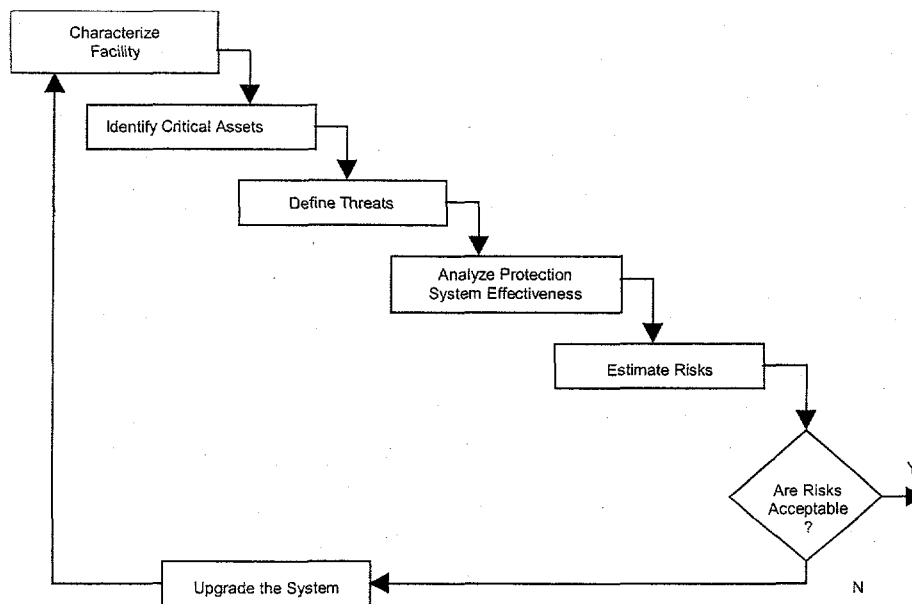 Characterize
Facility
Identify Critical Assets
Define Threats
Analyze Protection
System Effectiveness
Estimate Risks
Are Risks
Acceptable
?
Y
N
Upgrade the System